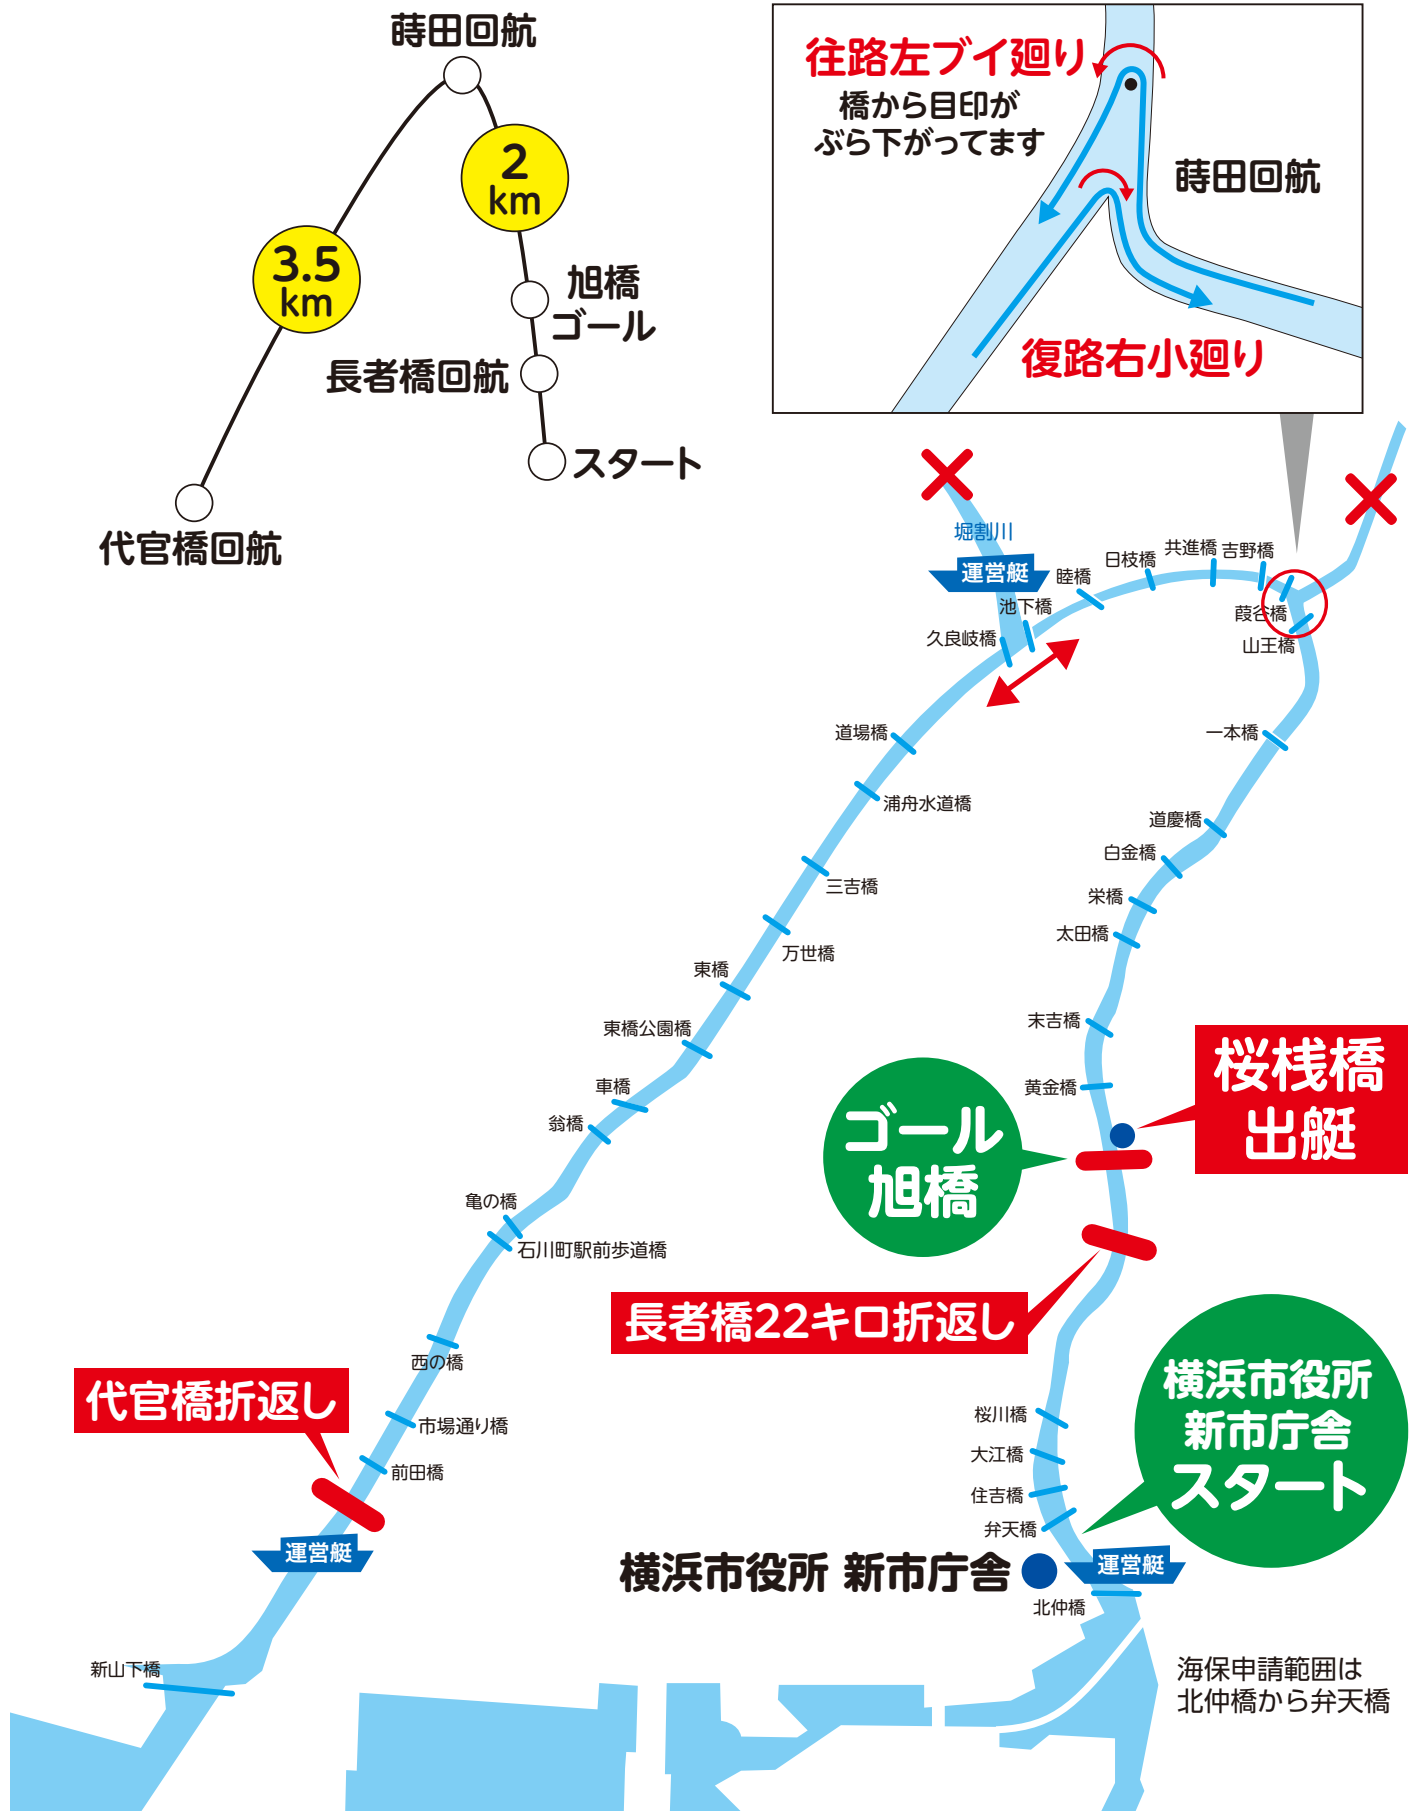 蒔田回航
2
km
3.5
km
旭橋
ゴール
長者橋回航
スタート
代官橋回航
往路左ブイ廻り
橋から目印が
ぶら下がってます
蒔田回航
復路右小廻り
堀割川
運営艇
池下橋
久良岐橋
睦橋
日枝橋
共進橋
吉野橋
葭谷橋
山王橋
道場橋
浦舟水道橋
三吉橋
万世橋
東橋
東橋公園橋
車橋
翁橋
亀の橋
石川町駅前歩道橋
西の橋
市場通り橋
前田橋
代官橋折返し
運営艇
新山下橋
一本橋
道慶橋
白金橋
栄橋
太田橋
末吉橋
黄金橋
桜桟橋
出艇
ゴール
旭橋
長者橋22キロ折返し
横浜市役所
新市庁舎
スタート
桜川橋
大江橋
住吉橋
弁天橋
横浜市役所 新市庁舎
運営艇
北仲橋
海保申請範囲は
北仲橋から弁天橋